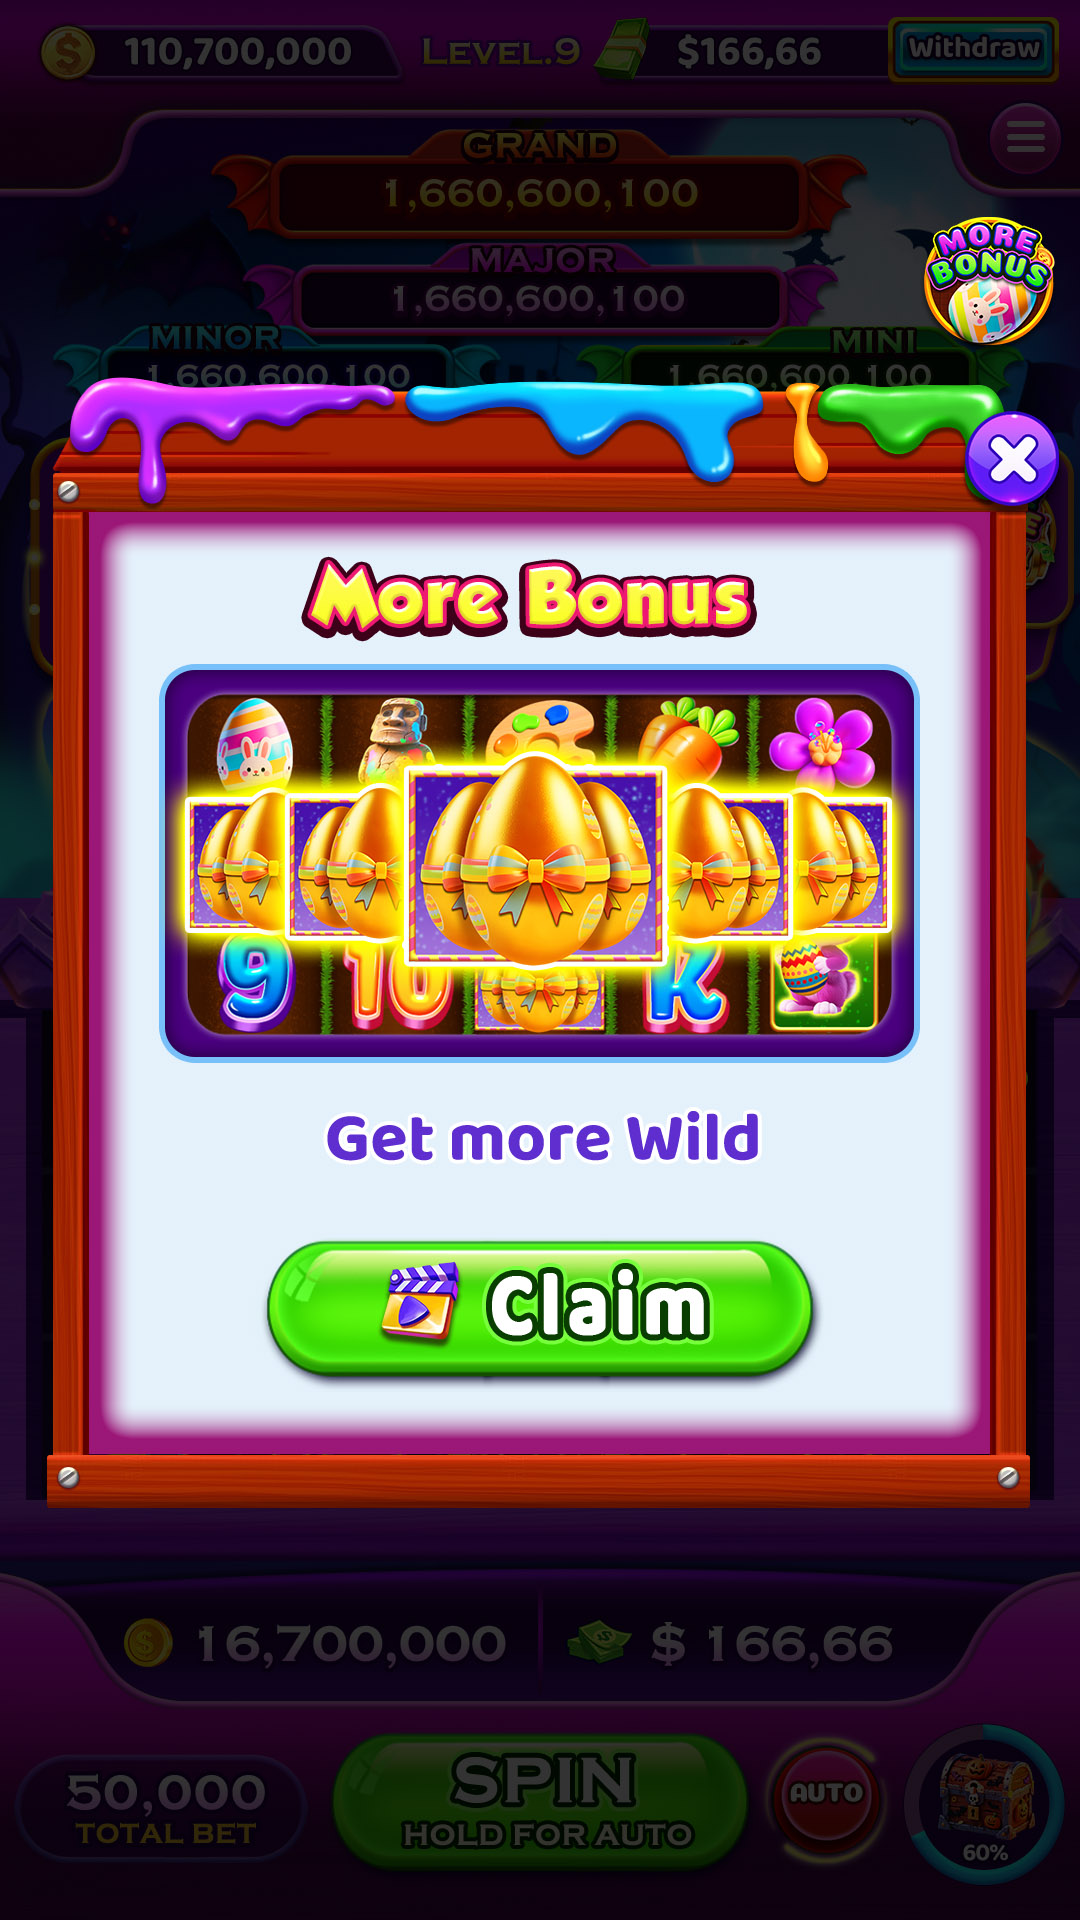 110,700,000
LEVEL.9
$166,66
Withdraw
GRAND
1,660,600,100
MAJOR
1,660,600,100
MORE
BONUS
MINOR
MINI
1,660,600,100
1,660,600,100
More Bonus
9
10
K
Get more Wild
Claim
16,700,000
$ 166,66
50,000
TOTAL BET
SPIN
HOLD FOR AUTO
AUTO
60%